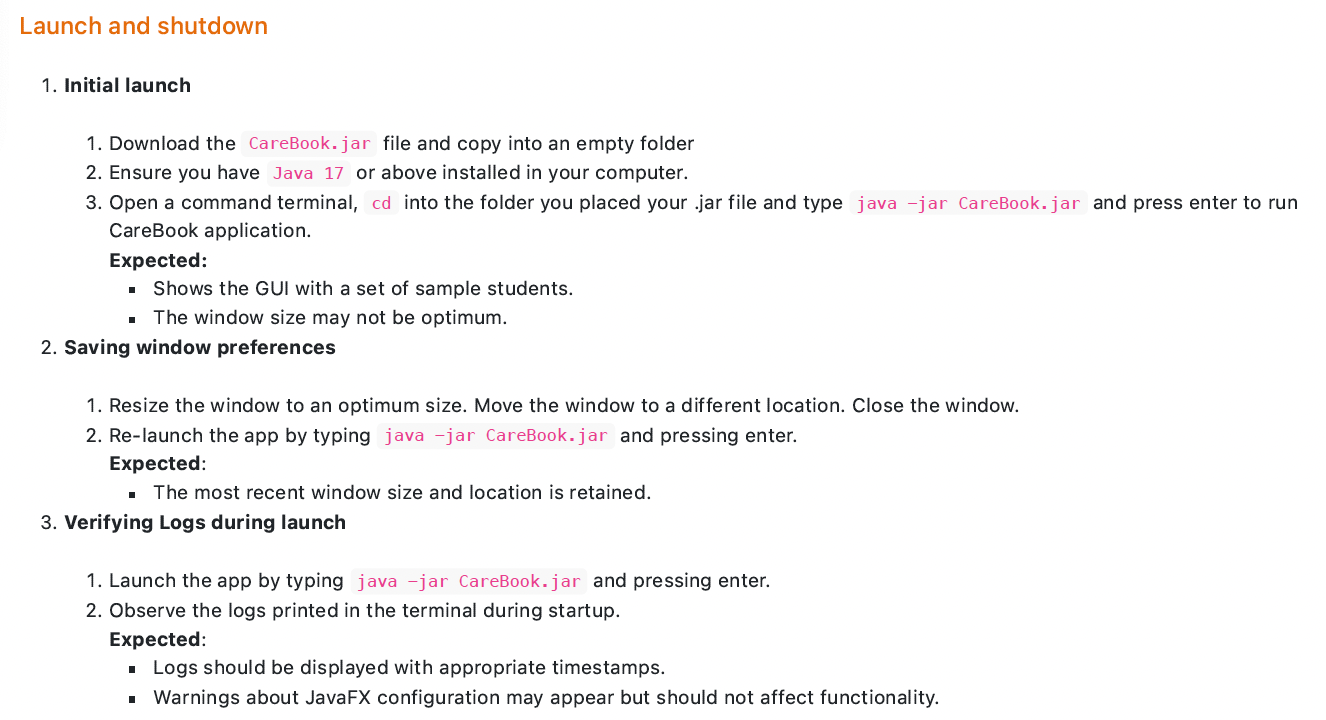 Launch and shutdown
1. Initial launch
1. Download the CareBook.jar file and copy into an empty folder
2. Ensure you have Java 17 or above installed in your computer.
3. Open a command terminal, cd into the folder you placed your .jar file and type java -jar CareBook.jar and press enter to run
CareBook application.
Expected:
▪ Shows the GUI with a set of sample students.
▪ The window size may not be optimum.
2. Saving window preferences
1. Resize the window to an optimum size. Move the window to a different location. Close the window.
2. Re-launch the app by typing java -jar CareBook.jar and pressing enter.
Expected:
▪ The most recent window size and location is retained.
3. Verifying Logs during launch
1. Launch the app by typing java -jar CareBook.jar and pressing enter.
2. Observe the logs printed in the terminal during startup.
Expected:
▪ Logs should be displayed with appropriate timestamps.
▪ Warnings about JavaFX configuration may appear but should not affect functionality.